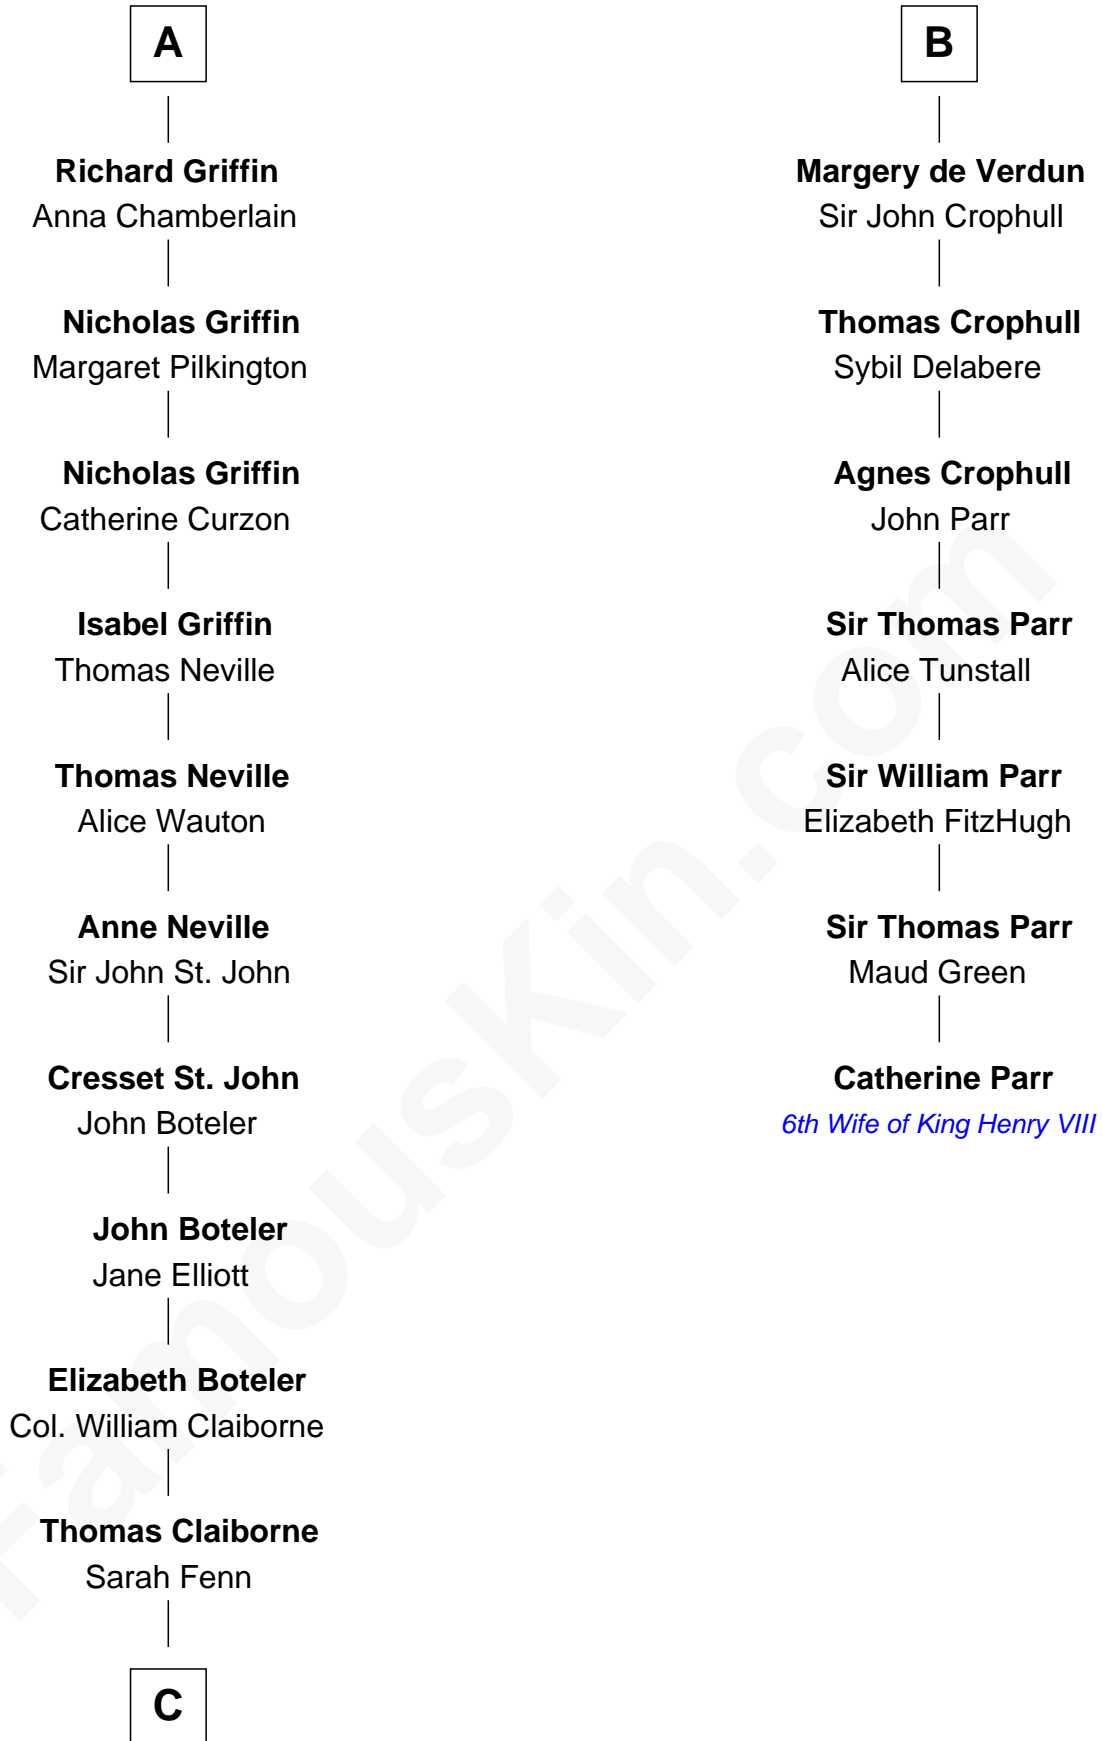 A
Richard Griffin
Anna Chamberlain
Nicholas Griffin
Margaret Pilkington
Nicholas Griffin
Catherine Curzon
Isabel Griffin
Thomas Neville
Thomas Neville
Alice Wauton
Anne Neville
Sir John St. John
Cresset St. John
John Boteler
John Boteler
Jane Elliott
Elizabeth Boteler
Col. William Claiborne
Thomas Claiborne
Sarah Fenn
C
B
Margery de Verdun
Sir John Crophull
Thomas Crophull
Sybil Delabere
Agnes Crophull
John Parr
Sir Thomas Parr
Alice Tunstall
Sir William Parr
Elizabeth FitzHugh
Sir Thomas Parr
Maud Green
Catherine Parr
6th Wife of King Henry VIII
FamousKin.com